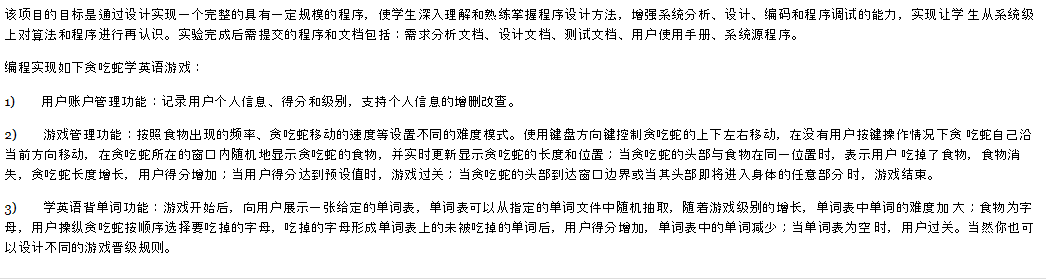 该项目的目标是通过设计实现一个完整的具有一定规模的程序，使学生深入理解和熟练掌握程序设计方法，增强系统分析、设计、编码和程序调试的能力，实现让学 生从系统级
上对算法和程序进行再认识。实验完成后需提交的程序和文档包括：需求分析文档、设计文档、测试文档、用户使用手册、系统源程序。
编程实现如下贪吃蛇学英语游戏：
1) 用户账户管理功能：记录用户个人信息、得分和级别，支持个人信息的增删改查。
2) 游戏管理功能：按照食物出现的频率、贪吃蛇移动的速度等设置不同的难度模式。使用键盘方向键控制贪吃蛇的上下左右移动，在没有用户按键操作情况下贪 吃蛇自己沿
当前方向移动，在贪吃蛇所在的窗口内随机地显示贪吃蛇的食物，并实时更新显示贪吃蛇的长度和位置；当贪吃蛇的头部与食物在同一位置时，表示用户 吃掉了食物，食物消
失，贪吃蛇长度增长，用户得分增加；当用户得分达到预设值时，游戏过关；当贪吃蛇的头部到达窗口边界或当其头部即将进入身体的任意部分 时，游戏结束。
3) 学英语背单词功能：游戏开始后，向用户展示一张给定的单词表，单词表可以从指定的单词文件中随机抽取，随着游戏级别的增长，单词表中单词的难度加 大；食物为字
母，用户操纵贪吃蛇按顺序选择要吃掉的字母，吃掉的字母形成单词表上的未被吃掉的单词后，用户得分增加，单词表中的单词减少；当单词表为空 时，用户过关。当然你也可
以设计不同的游戏晋级规则。